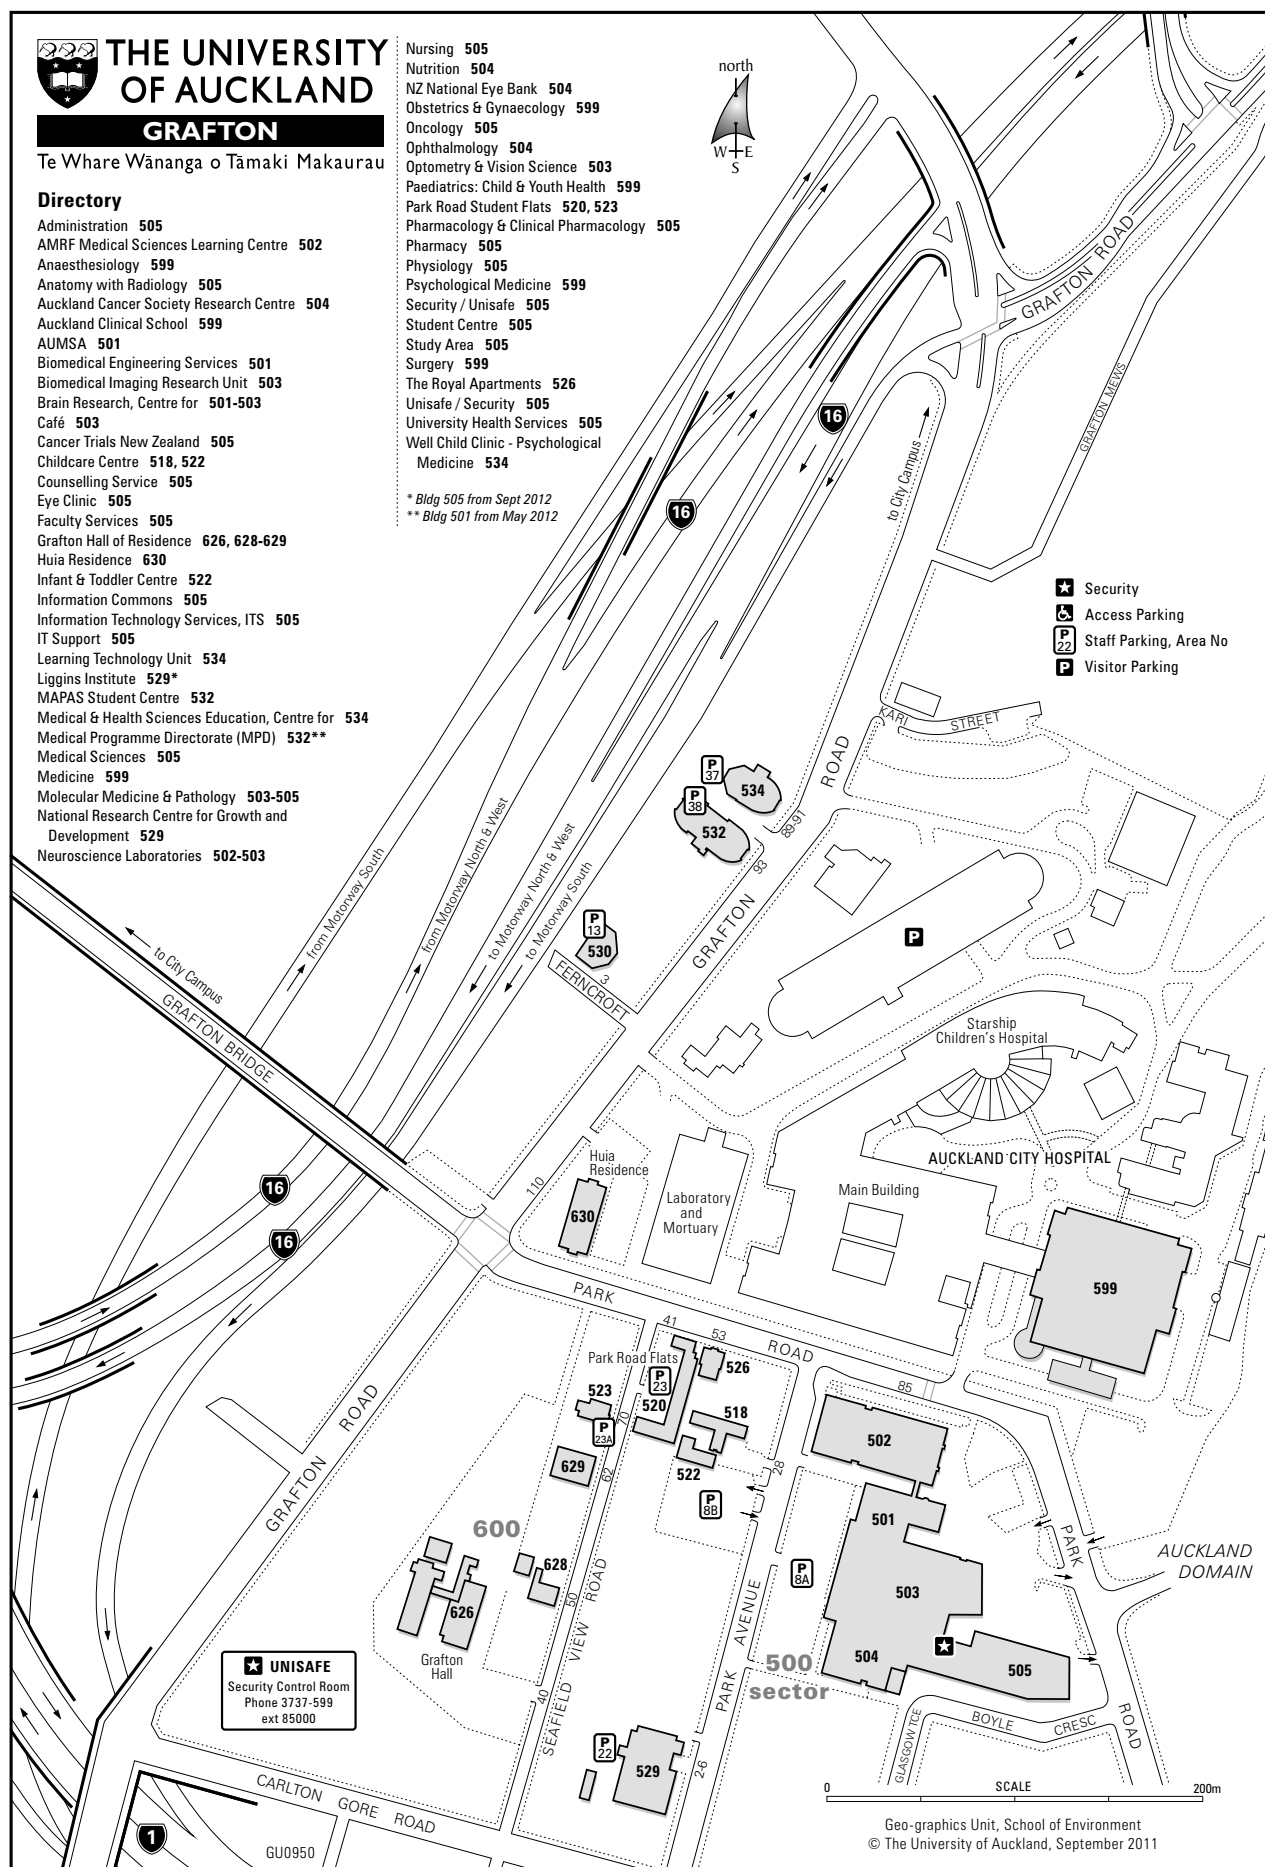 THE UNIVERSITY
OF AUCKLAND
GRAFTON
Te Whare Wānanga o Tāmaki Makaurau
Directory
Administration 505
AMRF Medical Sciences Learning Centre 502
Anaesthesiology 599
Anatomy with Radiology 505
Auckland Cancer Society Research Centre 504
Auckland Clinical School 599
AUMSA 501
Biomedical Engineering Services 501
Biomedical Imaging Research Unit 503
Brain Research, Centre for 501-503
Café 503
Cancer Trials New Zealand 505
Childcare Centre 518, 522
Counselling Service 505
Eye Clinic 505
Faculty Services 505
Grafton Hall of Residence 626, 628-629
Huia Residence 630
Infant & Toddler Centre 522
Information Commons 505
Information Technology Services, ITS 505
IT Support 505
Learning Technology Unit 534
Liggins Institute 529*
MAPAS Student Centre 532
Medical & Health Sciences Education, Centre for 534
Medical Programme Directorate (MPD) 532**
Medical Sciences 505
Medicine 599
Molecular Medicine & Pathology 503-505
National Research Centre for Growth and
Development 529
Neuroscience Laboratories 502-503
Nursing 505
Nutrition 504
NZ National Eye Bank 504
Obstetrics & Gynaecology 599
Oncology 505
Ophthalmology 504
Optometry & Vision Science 503
Paediatrics: Child & Youth Health 599
Park Road Student Flats 520, 523
Pharmacology & Clinical Pharmacology 505
Pharmacy 505
Physiology 505
Psychological Medicine 599
Security / Unisafe 505
Student Centre 505
Study Area 505
Surgery 599
The Royal Apartments 526
Unisafe / Security 505
University Health Services 505
Well Child Clinic - Psychological
Medicine 534
* Bldg 505 from Sept 2012
** Bldg 501 from May 2012
north
W E
S
GRAFTON ROAD
GRAFTON MEWS
to City Campus
16
16
Security
Access Parking
P
22
Staff Parking, Area No
P
Visitor Parking
KARI STREET
ROAD
P
37
534
P
38
532
89-91
93
GRAFTON
P
from Motorway South
from Motorway North & West
to Motorway North & West
to Motorway South
P
13
530
3
FERNCROFT
to City Campus
GRAFTON BRIDGE
Starship
Children's Hospital
AUCKLAND CITY HOSPITAL
Huia
Residence
110
630
Laboratory
and
Mortuary
Main Building
16
16
599
PARK
ROAD
41
53
Park Road Flats
526
P
23
85
523
520
70
518
P
23A
502
629
62
522
28
P
8B
GRAFTON
ROAD
501
600
628
PARK
AUCKLAND
DOMAIN
P
8A
503
50
626
Grafton
Hall
PARK AVENUE
504
505
500
sector
UNISAFE
Security Control Room
Phone 3737-599
ext 85000
40
SEAFIELD VIEW ROAD
ROAD
BOYLE CRESC
GLASGOW TCE
P
22
529
2-6
CARLTON GORE ROAD
0
SCALE
200m
1
GU0950
Geo-graphics Unit, School of Environment
© The University of Auckland, September 2011